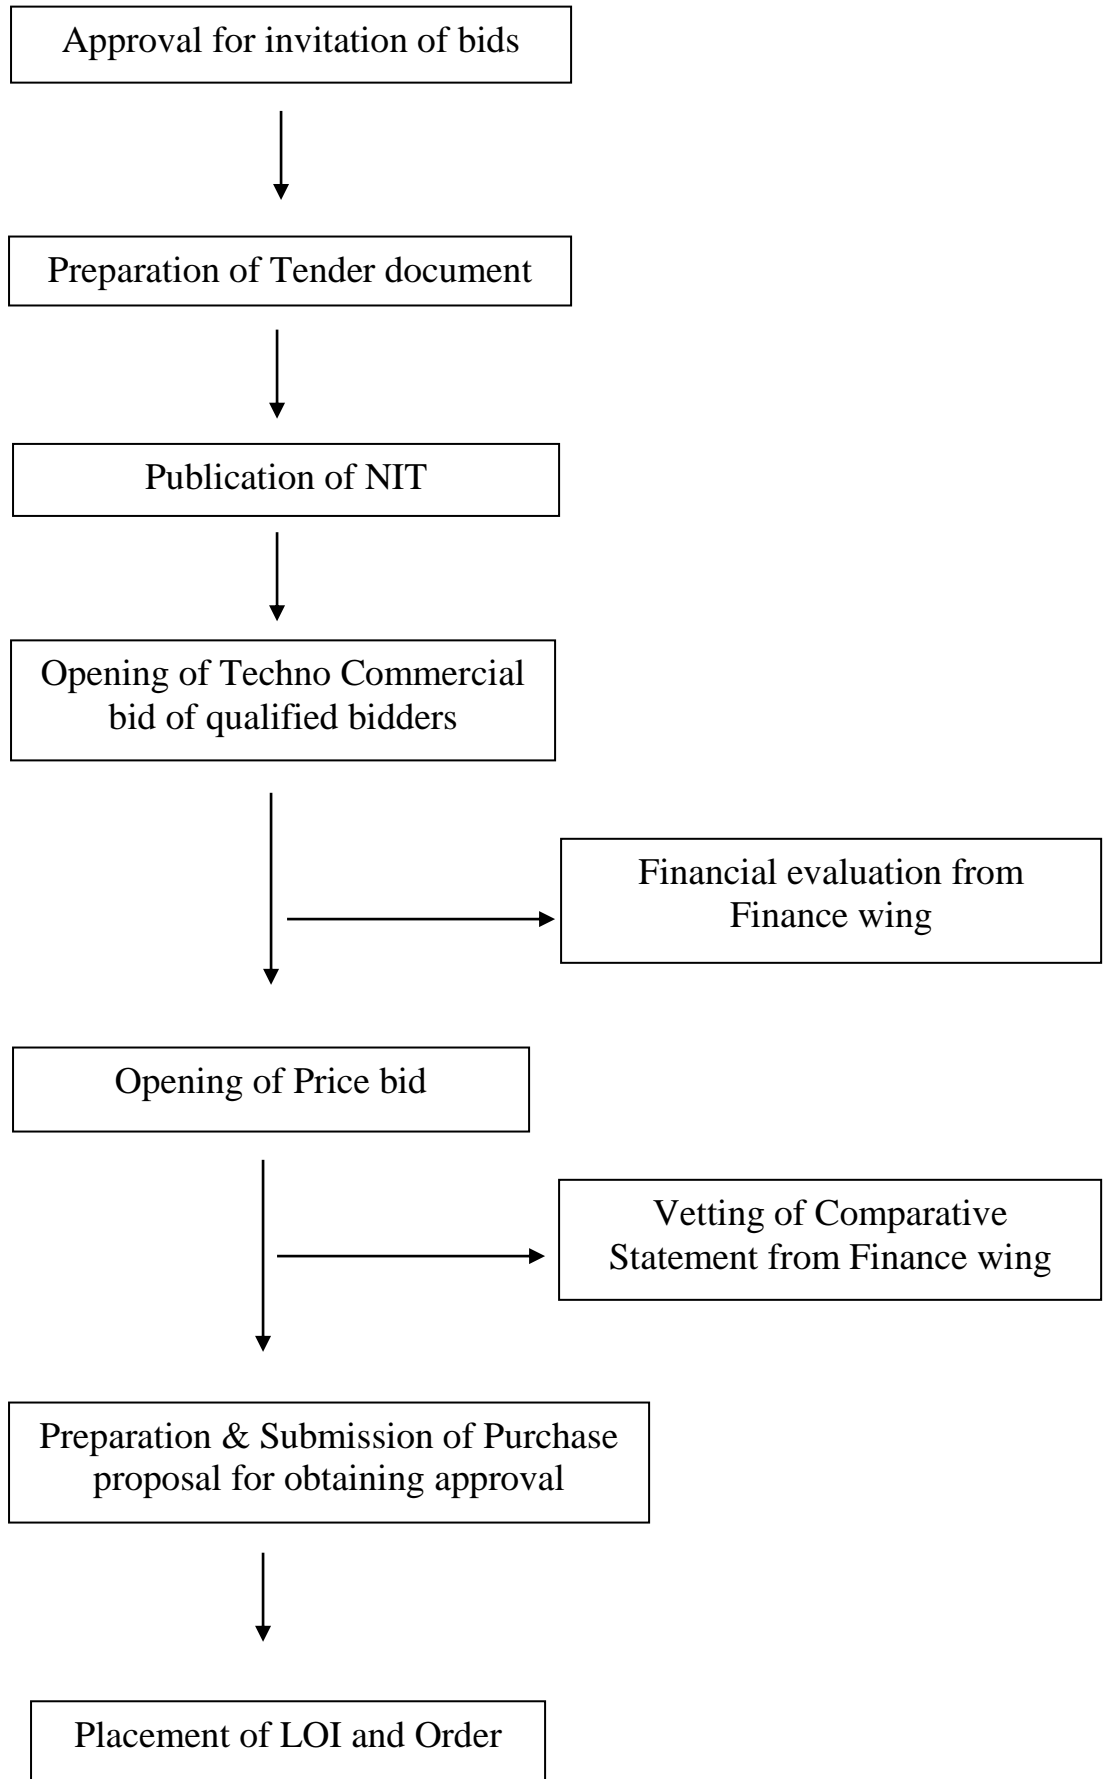 Approval for invitation of bids
Preparation of Tender document
Publication of NIT
Opening of Techno Commercial
bid of qualified bidders
Financial evaluation from
Finance wing
Opening of Price bid
Vetting of Comparative
Statement from Finance wing
Preparation & Submission of Purchase
proposal for obtaining approval
Placement of LOI and Order